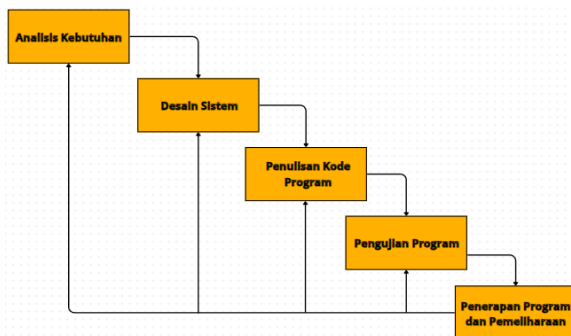 Analisis Kebutuhan
Desain Sistem
Penulisan Kode
Program
Pengujian Program
Penerapan Program
dan Pemeliharaan